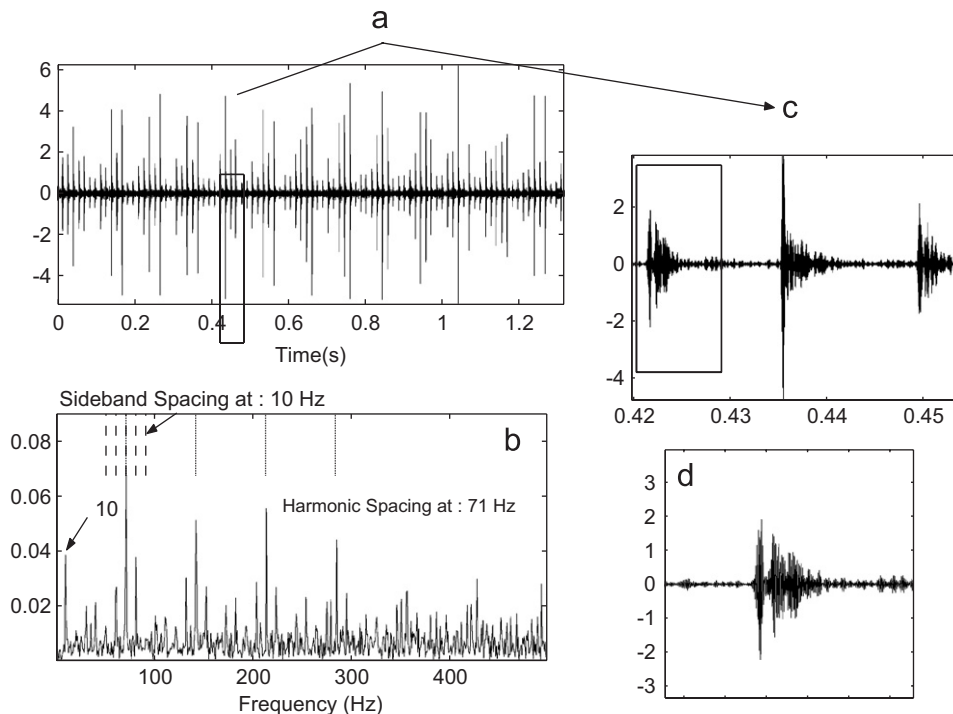 a
6
4
2
0
-2
-4
0 0.2 0.4 0.6 0.8 1 1.2
Time(s)
c
2
0
-2
-4
0.42 0.43 0.44 0.45
Sideband Spacing at : 10 Hz
b
0.08
0.06
0.04
0.02
10
Harmonic Spacing at : 71 Hz
100 200 300 400
Frequency (Hz)
d
3
2
1
0
-1
-2
-3